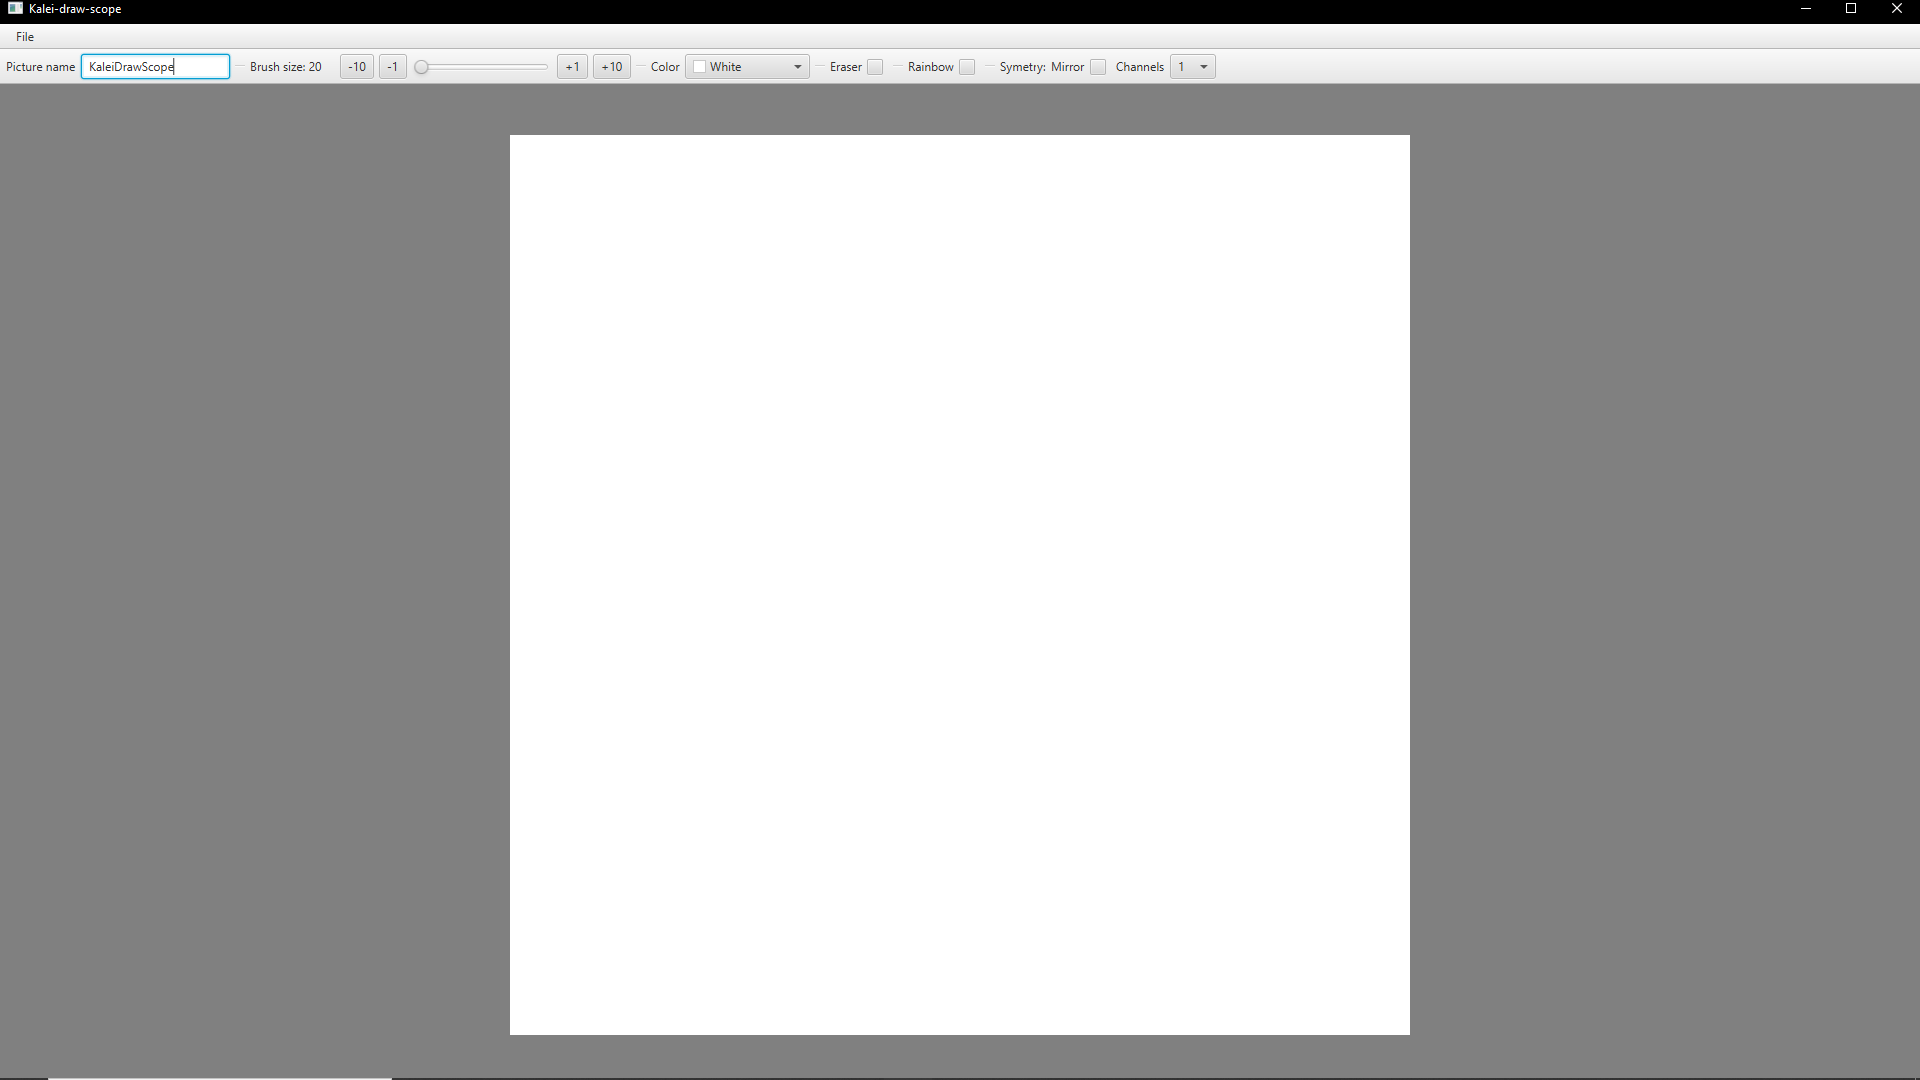 Kalei-draw-scope
File
Picture name KaleiDrawScope Brush size: 20 -10 -1 +1 +10 Color White Eraser Rainbow Symetry: Mirror Channels 1